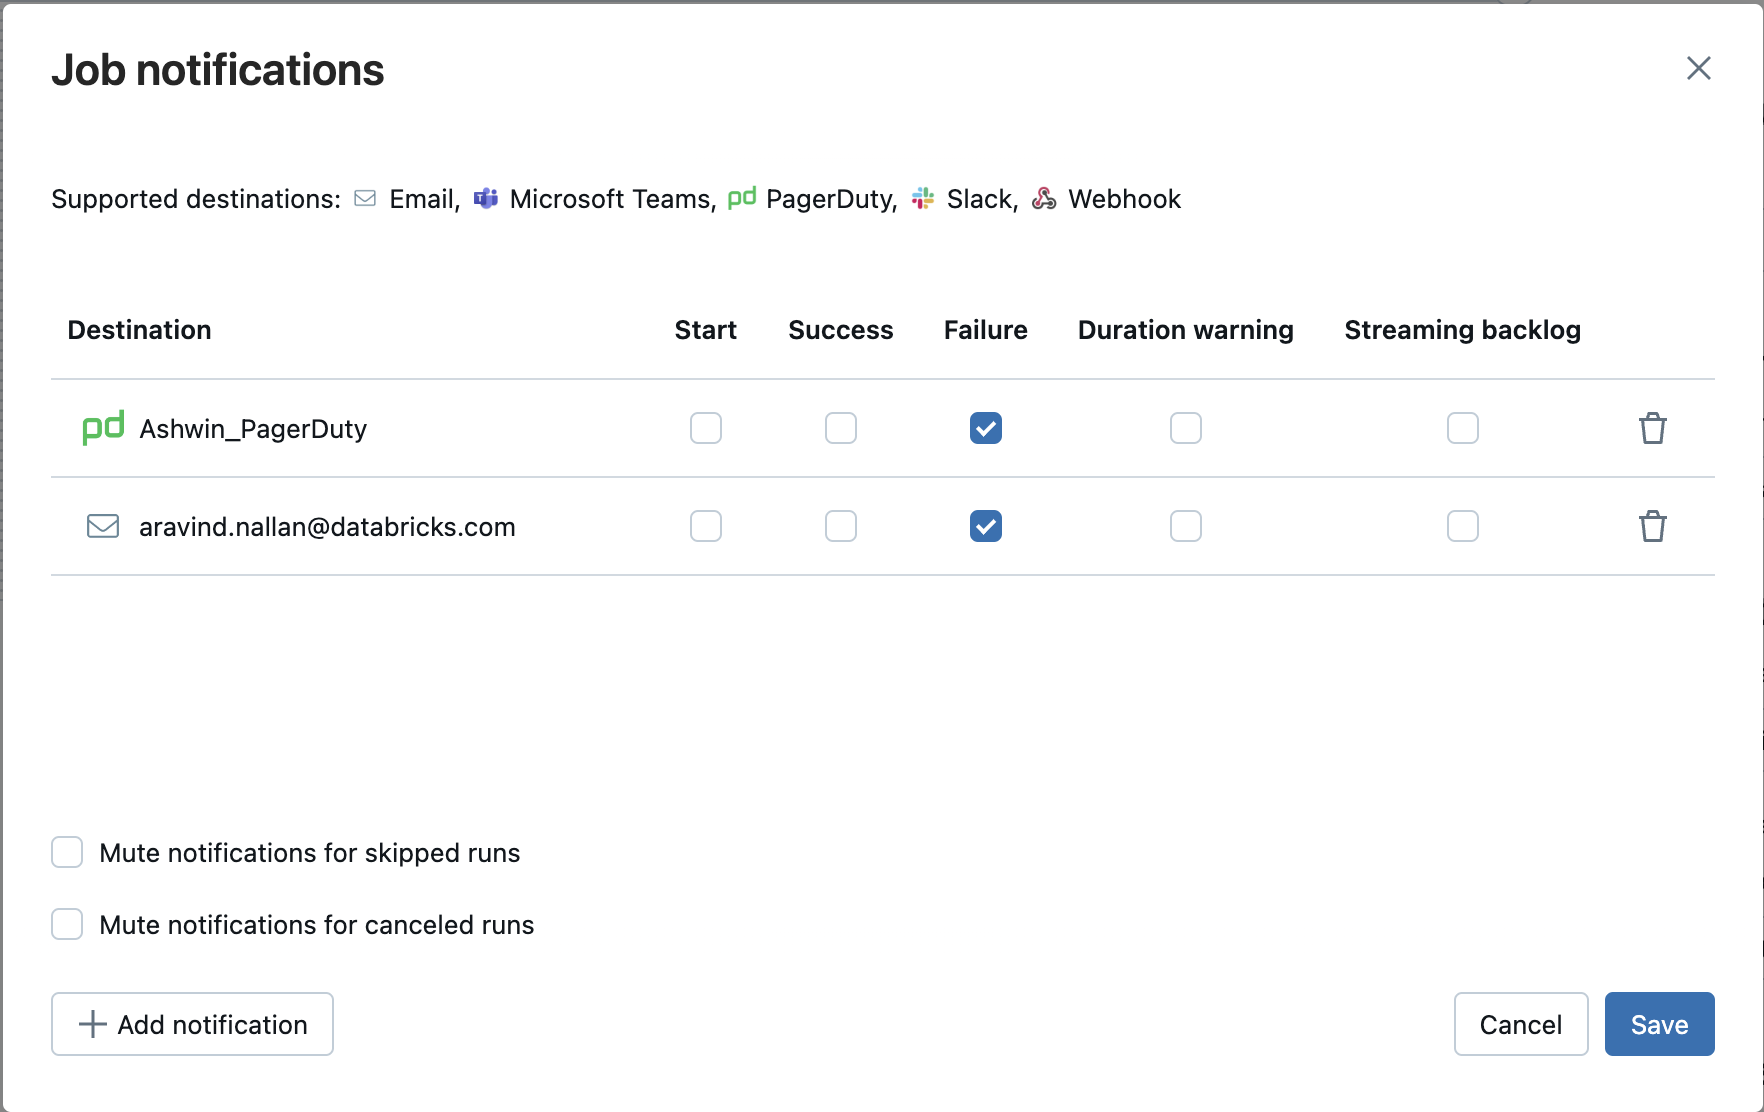 Job notifications
Supported destinations: Email, Microsoft Teams, pd PagerDuty, Slack, Webhook
Destination Start Success Failure Duration warning Streaming backlog
pd Ashwin_PagerDuty
aravind.nallan@databricks.com
Mute notifications for skipped runs
Mute notifications for canceled runs
Add notification Cancel Save